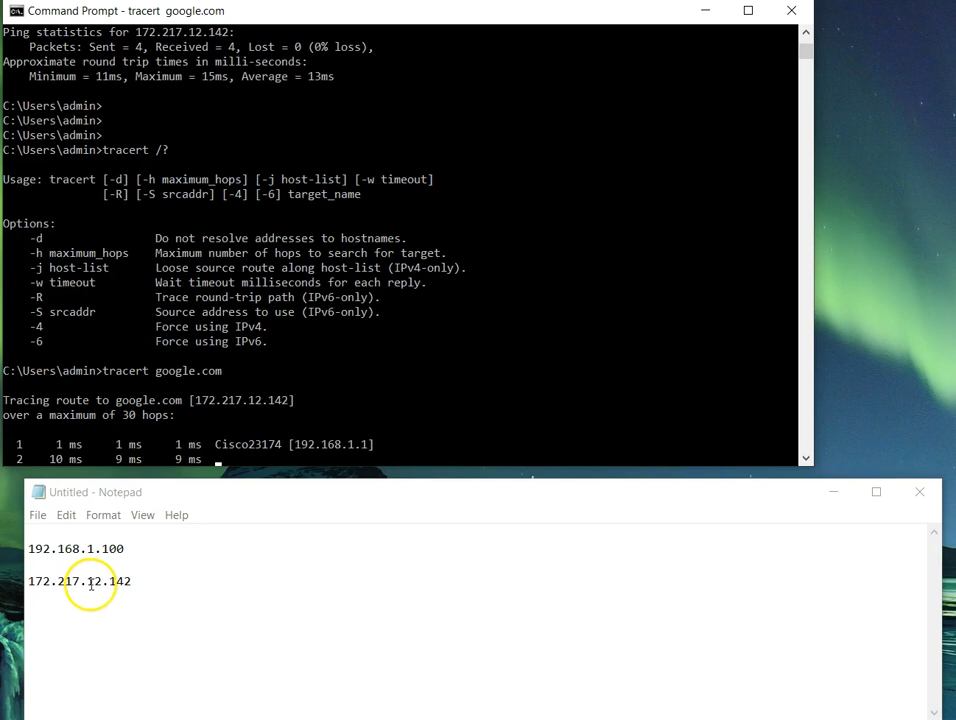 Command Prompt - tracert  google.com
Ping statistics for 172.217.12.142:
    Packets: Sent = 4, Received = 4, Lost = 0 (0% loss),
Approximate round trip times in milli-seconds:
    Minimum = 11ms, Maximum = 15ms, Average = 13ms
C:\Users\admin>
C:\Users\admin>
C:\Users\admin>
C:\Users\admin>tracert /?
Usage: tracert [-d] [-h maximum_hops] [-j host-list] [-w timeout]
               [-R] [-S srcaddr] [-4] [-6] target_name
Options:
    -d                 Do not resolve addresses to hostnames.
    -h maximum_hops    Maximum number of hops to search for target.
    -j host-list       Loose source route along host-list (IPv4-only).
    -w timeout         Wait timeout milliseconds for each reply.
    -R                 Trace round-trip path (IPv6-only).
    -S srcaddr         Source address to use (IPv6-only).
    -4                 Force using IPv4.
    -6                 Force using IPv6.
C:\Users\admin>tracert google.com
Tracing route to google.com [172.217.12.142]
over a maximum of 30 hops:
  1     1 ms     1 ms     1 ms  Cisco23174 [192.168.1.1]
  2    10 ms     9 ms     9 ms
Untitled - Notepad
File Edit Format View Help
192.168.1.100
172.217.12.142